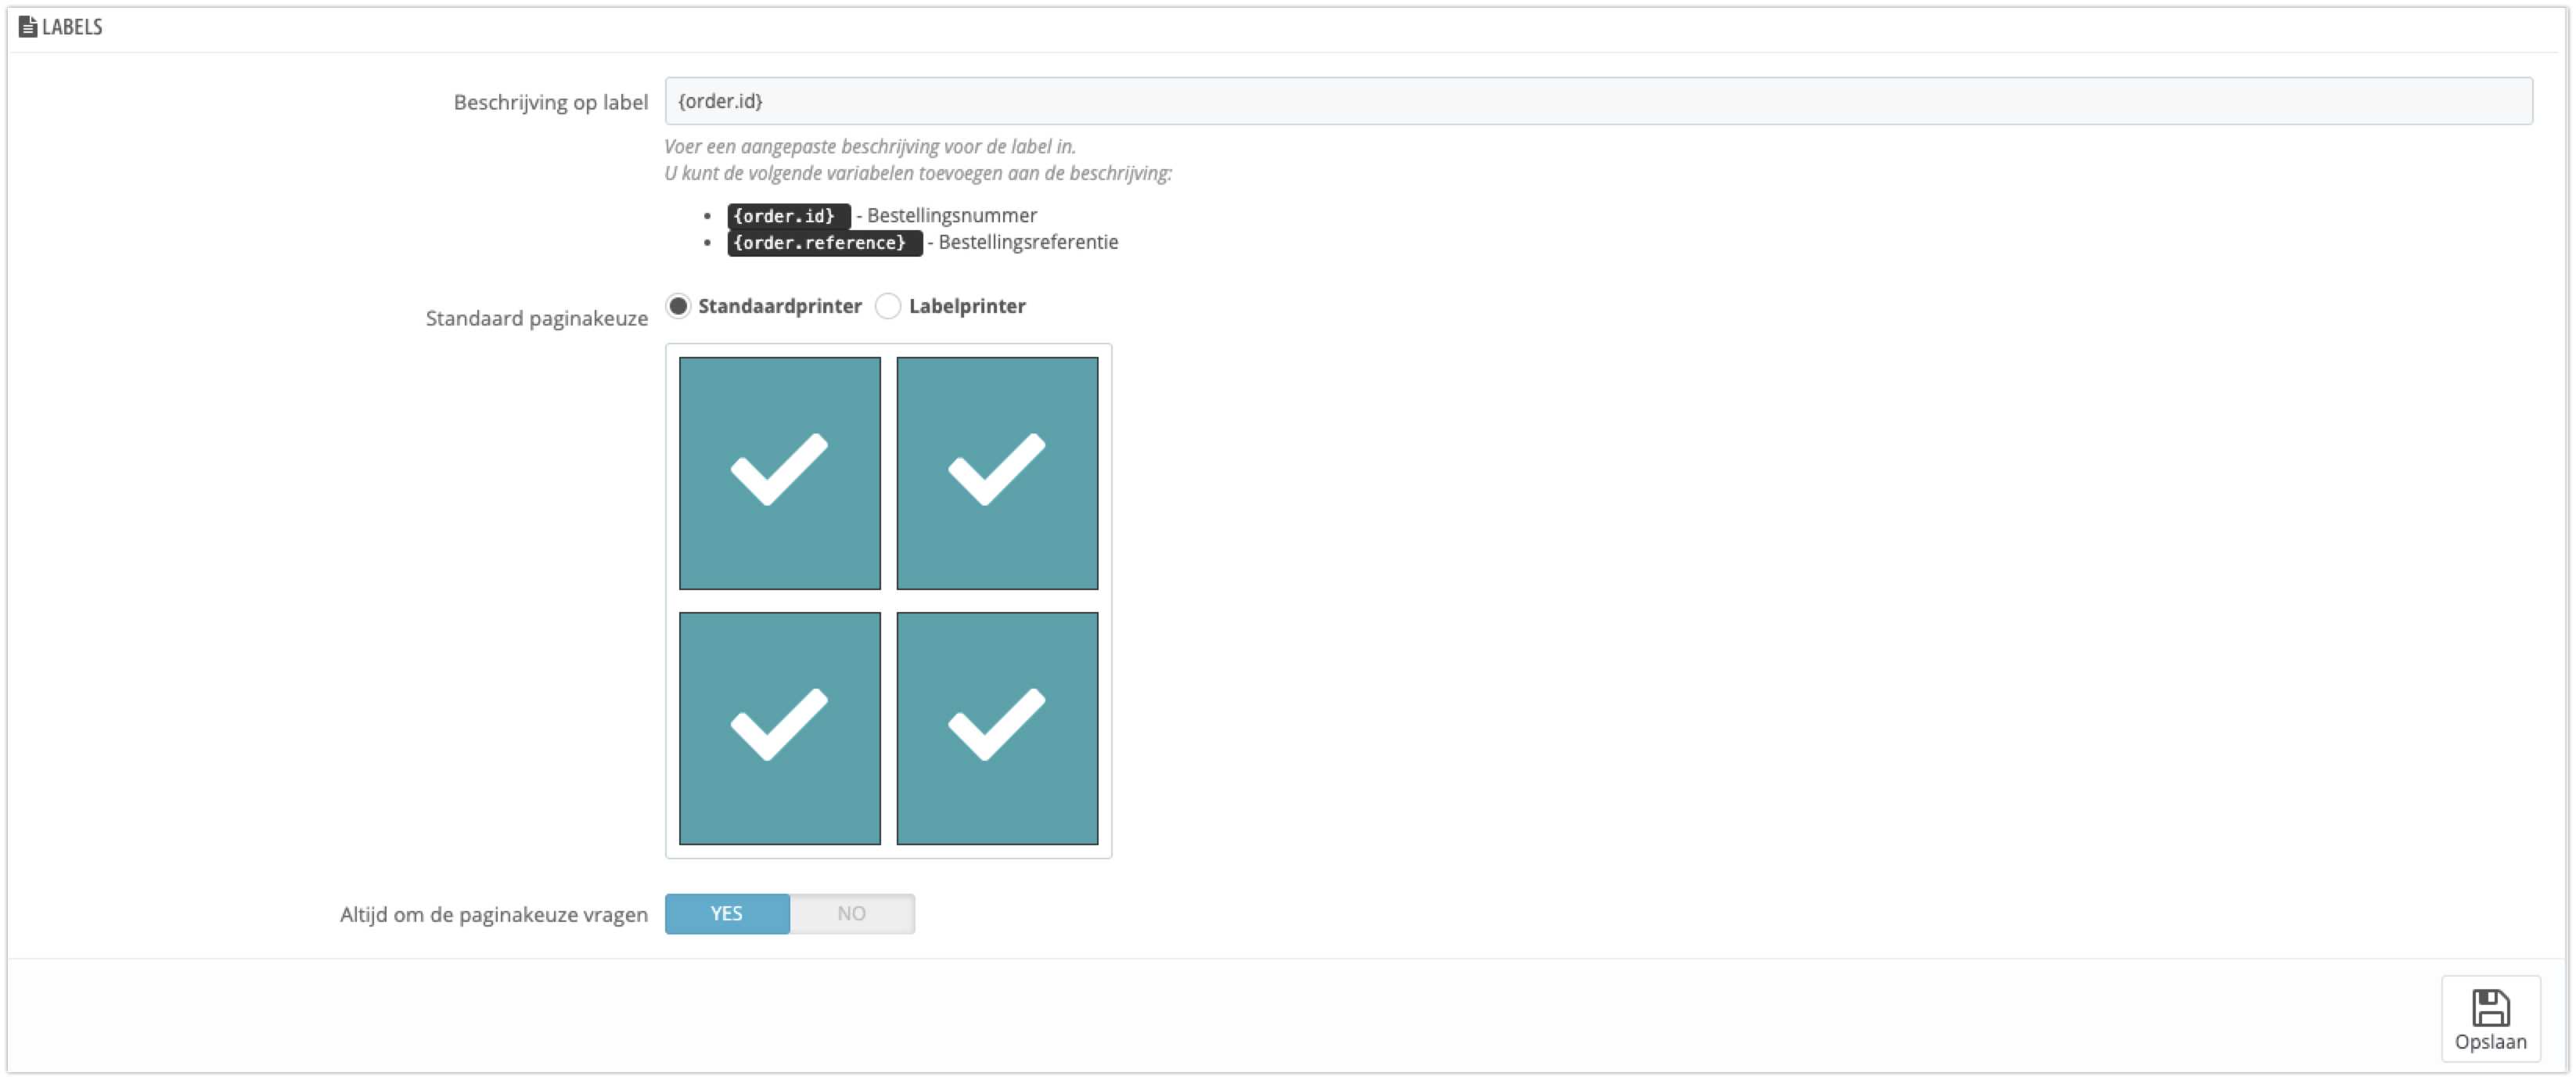 LABELS
Beschrijving op label
{order.id}
Voer een aangepaste beschrijving voor de label in.
U kunt de volgende variabelen toevoegen aan de beschrijving:
• {order.id} - Bestellingsnummer
• {order.reference} - Bestellingsreferentie
Standaard paginakeuze
Standaardprinter Labelprinter
Altijd om de paginakeuze vragen
YES NO
Opslaan